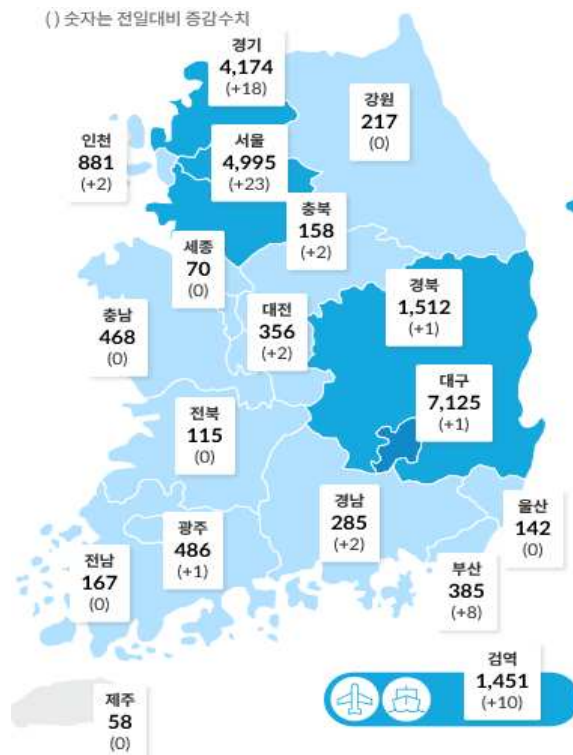 ( ) 숫자는 전일대비 증감수치
경기
4,174
(+18)
강원
217
(0)
인천
881
(+2)
서울
4,995
(+23)
충북
158
(+2)
세종
70
(0)
경북
1,512
(+1)
대전
356
(+2)
충남
468
(0)
대구
7,125
(+1)
전북
115
(0)
경남
285
(+2)
울산
142
(0)
광주
486
(+1)
전남
167
(0)
부산
385
(+8)
검역
1,451
(+10)
제주
58
(0)